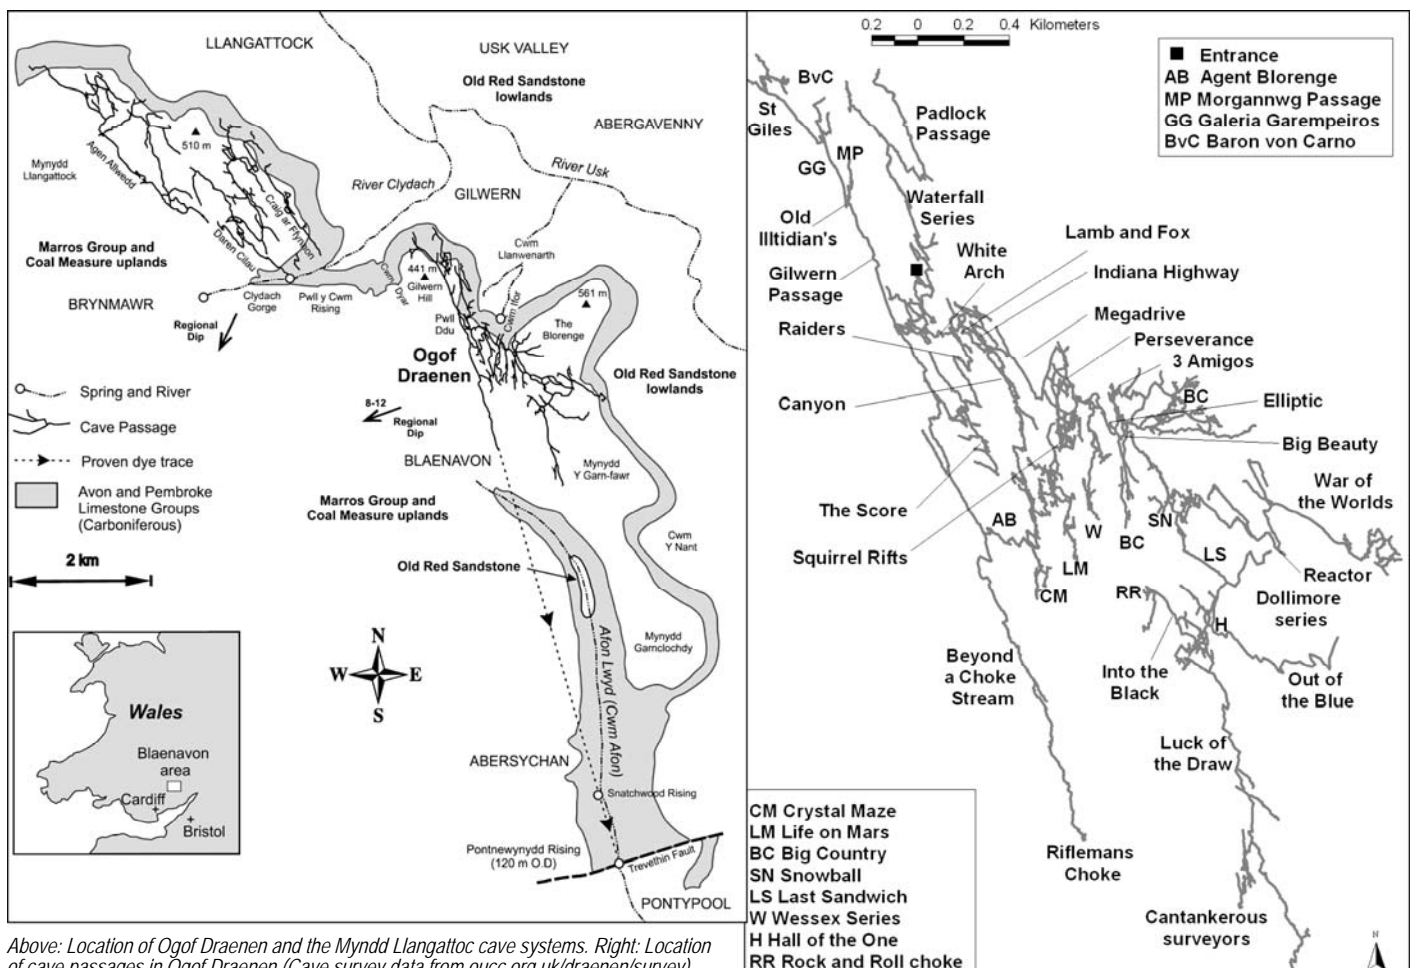 LLANGATTOCK
USK VALLEY
Old Red Sandstone
lowlands
ABERGAVENNY
510 m
Mynydd
Llangattock
Agen Allwedd
Craig ar Ffynnon
Daren Cilau
River Clydach
River Usk
GILWERN
Marros Group and
Coal Measure uplands
BRYNMAWR
Clydach
Gorge
Pwll y Cwm
Rising
Regional
Dip
Cwm Dyar
441 m
Gilwern
Hill
Pwll
Ddu
Cwm
Llanwenarth
Cwm Ifor
561 m
The
Blorenge
Ogof
Draenen
Old Red Sandstone
lowlands
8-12
Regional
Dip
Spring and River
Cave Passage
Proven dye trace
Avon and Pembroke
Limestone Groups
(Carboniferous)
2 km
BLAENAVON
Mynydd
Y Garn-fawr
Marros Group and
Coal Measure uplands
Cwm
Y Nant
Old Red Sandstone
Mynydd
Garnclochdy
Afon Lwyd (Cwm Afon)
N
W
E
S
Wales
Blaenavon
area
Cardiff
Bristol
ABERSYCHAN
Snatchwood Rising
Pontnewynydd Rising
(120 m O.D)
Trevethin Fault
PONTYPOOL
Above: Location of Ogof Draenen and the Myndd Llangattoc cave systems. Right: Location
of cave passages in Ogof Draenen (Cave survey data from oucc.org.uk/draenen/survey)
0.2 0 0.2 0.4 Kilometers
Entrance
AB Agent Blorenge
MP Morgannwg Passage
GG Galeria Garempeiros
BvC Baron von Carno
BvC
St
Giles
Padlock
Passage
MP
GG
Waterfall
Series
Old
Illtidian's
White
Arch
Lamb and Fox
Gilwern
Passage
Indiana Highway
Raiders
Megadrive
Perseverance
3 Amigos
Canyon
BC
Elliptic
Big Beauty
War of
the Worlds
The Score
AB
W
SN
BC
Squirrel Rifts
LM
LS
CM
RR
Reactor
Dollimore
series
H
Beyond
a Choke
Stream
Into the
Black
Out of
the Blue
Luck of
the Draw
Riflemans
Choke
Cantankerous
surveyors
CM Crystal Maze
LM Life on Mars
BC Big Country
SN Snowball
LS Last Sandwich
W Wessex Series
H Hall of the One
RR Rock and Roll choke
N